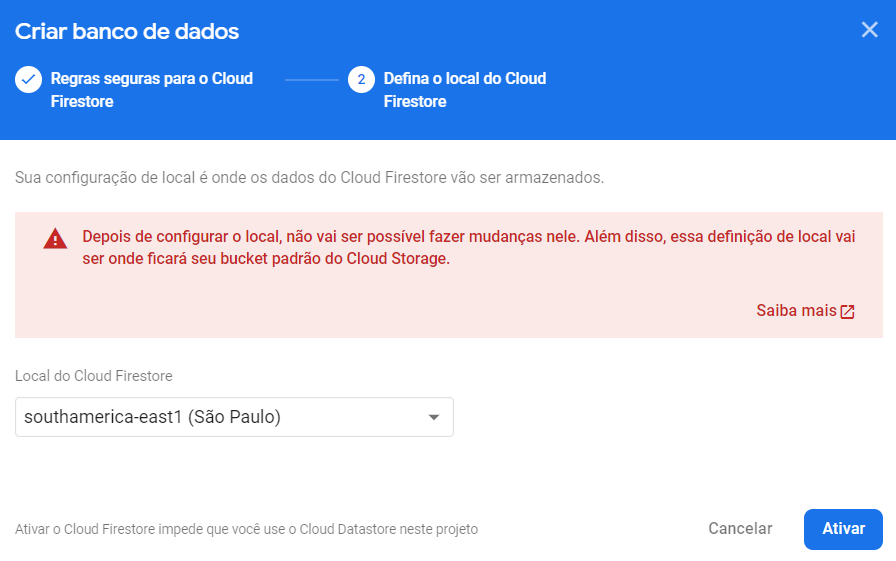 Criar banco de dados
Regras seguras para o Cloud
Firestore
2
Defina o local do Cloud
Firestore
Sua configuração de local é onde os dados do Cloud Firestore vão ser armazenados.
Depois de configurar o local, não vai ser possível fazer mudanças nele. Além disso, essa definição de local vai
ser onde ficará seu bucket padrão do Cloud Storage.
Saiba mais
Local do Cloud Firestore
southamerica-east1 (São Paulo)
Ativar o Cloud Firestore impede que você use o Cloud Datastore neste projeto
Cancelar
Ativar